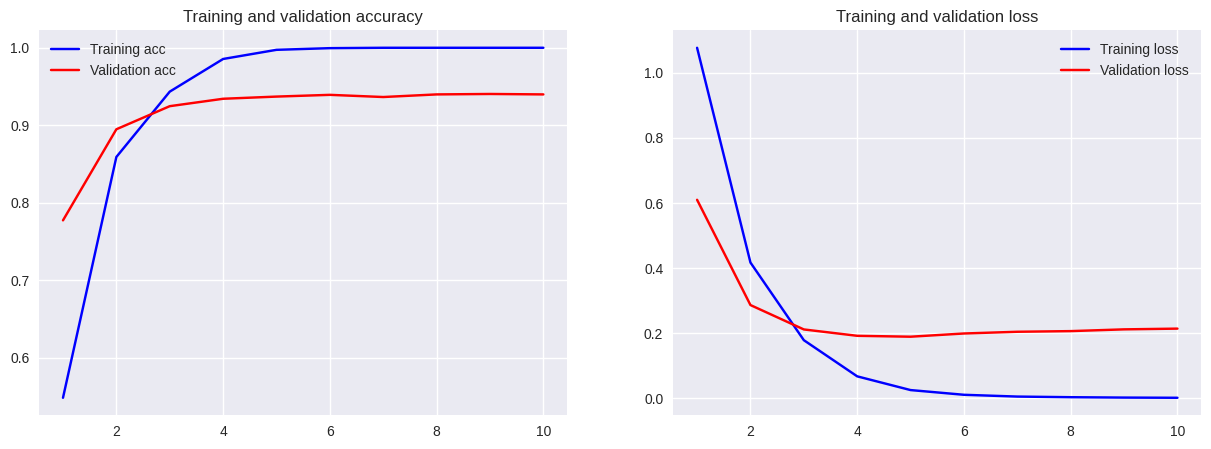 Training and validation accuracy
1.0
0.9
0.8
0.7
0.6
Training acc
Validation acc
2 4 6 8 10
Training and validation loss
1.0
0.8
0.6
0.4
0.2
0.0
Training loss
Validation loss
2 4 6 8 10